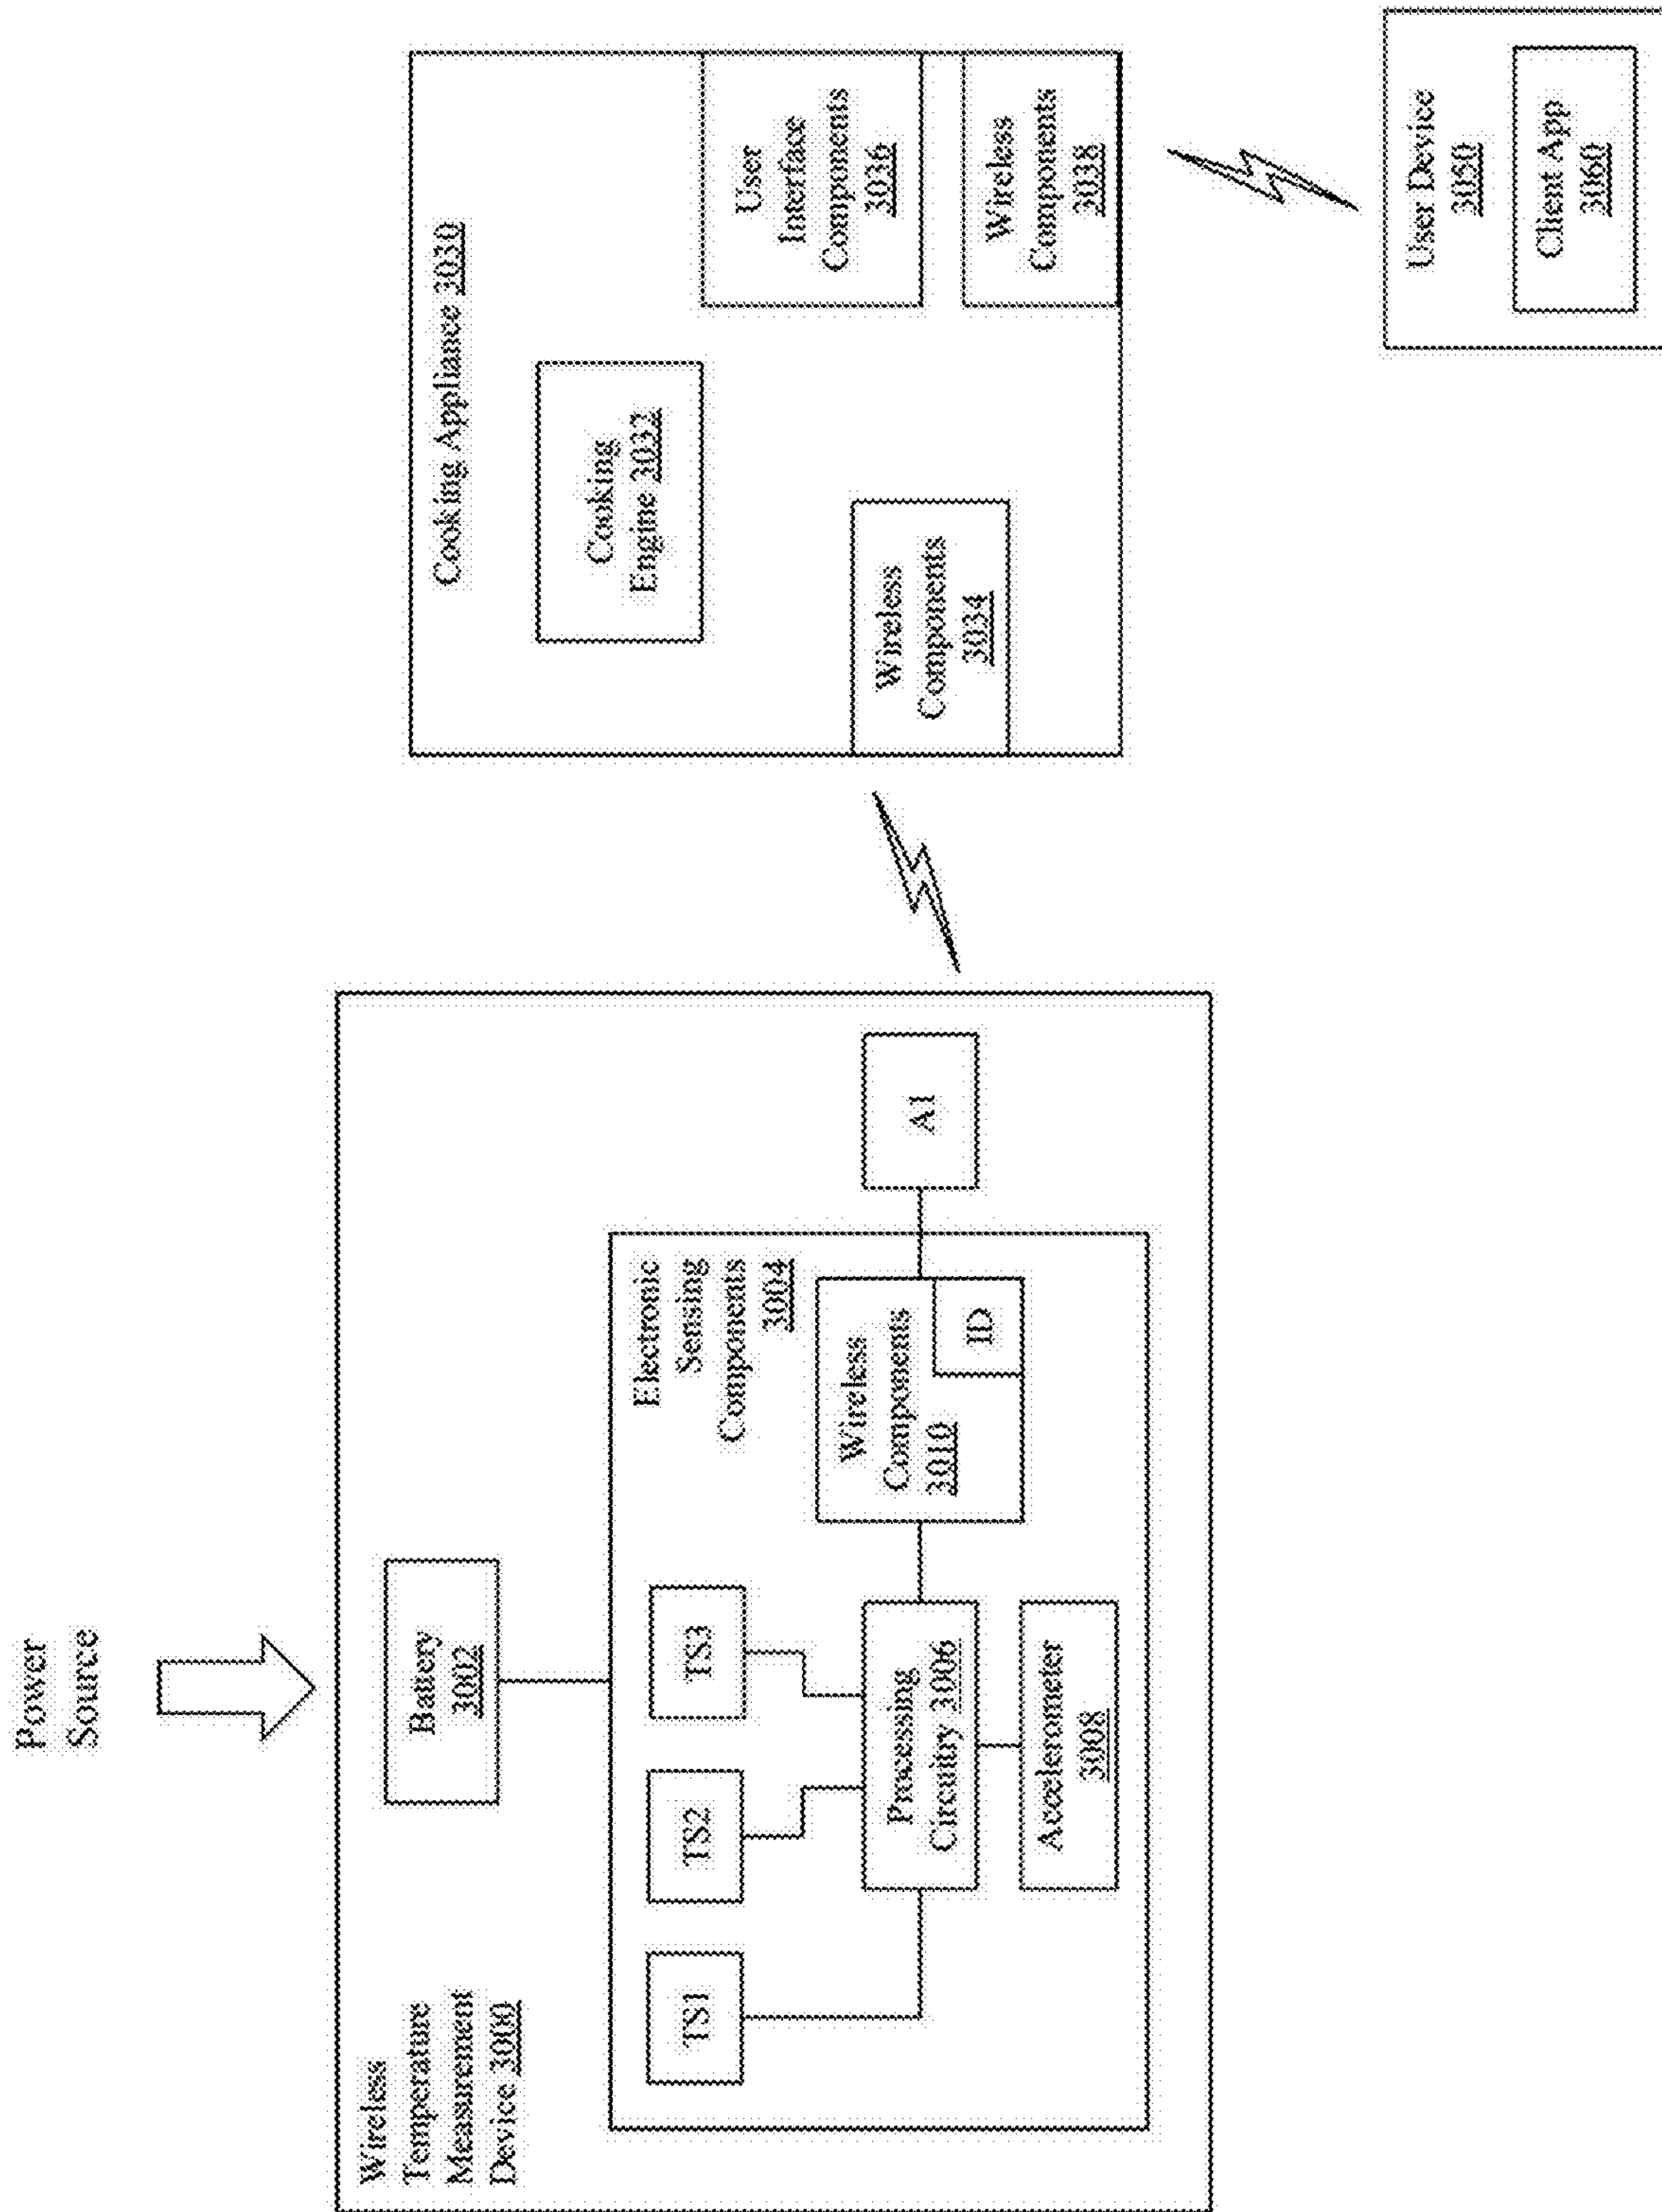 Power
Source
Wireless
Temperature
Measurement
Device 3000
Battery
3002
Electronic
Sensing
Components
3004
TS1
TS2
TS3
Processing
Circuitry 3006
Accelerometer
3008
Wireless
Components
3010
ID
A1
Cooking Appliance 3030
Cooking
Engine 3032
Wireless
Components
3034
User
Interface
Components
3036
Wireless
Components
3038
User Device
3050
Client App
3060